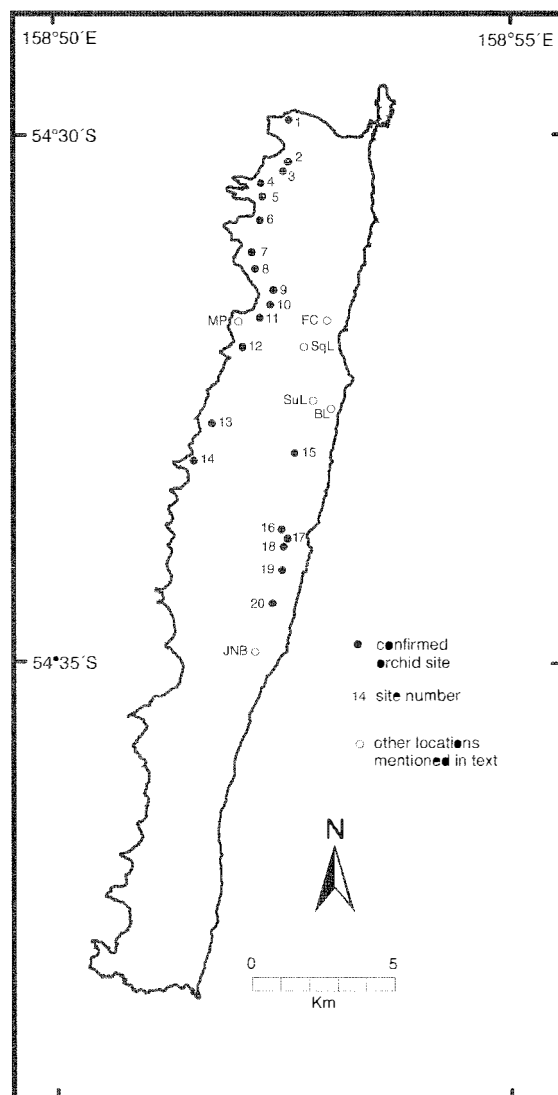 158°50´E
158°55´E
54°30´S
1
2
3
4
5
6
7
8
9
10
11
MP
FC
12
SqL
SuL
BL
13
14
15
16
17
18
19
20
JNB
54°35´S
confirmed
orchid site
14 site number
other locations
mentioned in text
N
0 5
Km